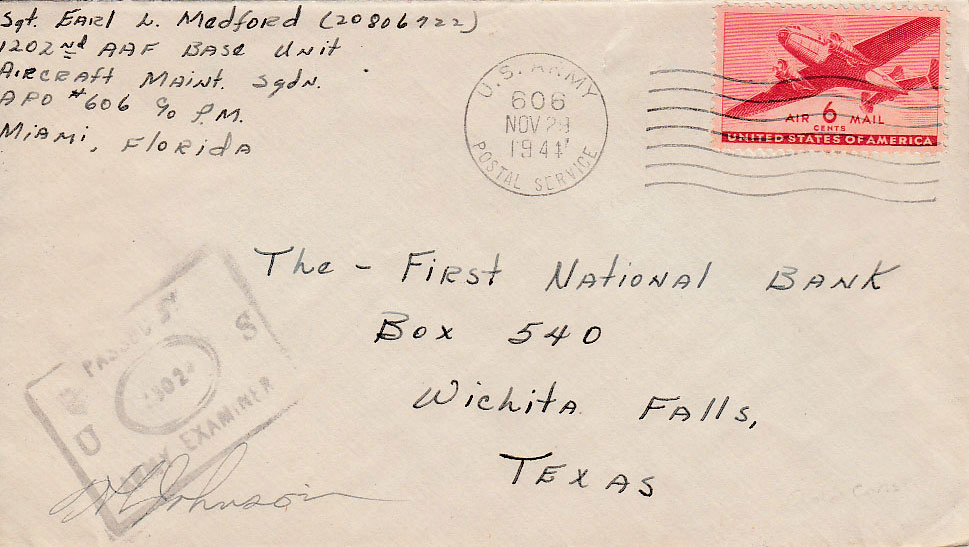 Sgt. Earl L. Medford (20806722)
1202nd AAF Base Unit
Aircraft Maint. Sqdn.
APO #606 c/o P.M.
Miami, Florida
U.S. ARMY
606
NOV 28
1944
POSTAL SERVICE
AIR 6 MAIL
CENTS
UNITED STATES OF AMERICA
The - First National Bank
Box 540
Wichita Falls,
Texas
PASSED BY
U S
ARMY EXAMINER
Johnson